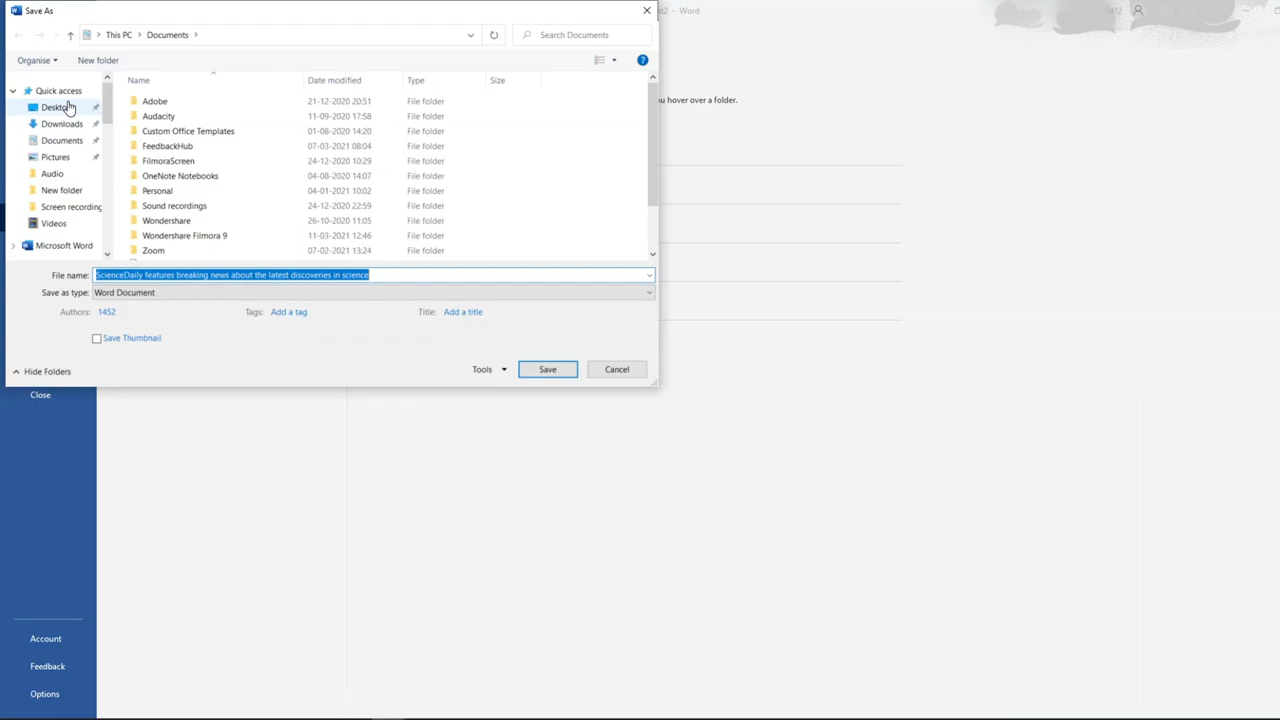 Save As
et2 - Word
1452
This PC
Documents
Search Documents
Organise
New folder
Quick access
Desktop
Downloads
Documents
Pictures
Audio
New folder
Screen recording
Videos
Microsoft Word
Name
Date modified
Type
Size
Adobe
21-12-2020 20:51
File folder
Audacity
11-09-2020 17:58
File folder
Custom Office Templates
01-08-2020 14:20
File folder
FeedbackHub
07-03-2021 08:04
File folder
FilmoraScreen
24-12-2020 10:29
File folder
OneNote Notebooks
04-08-2020 14:07
File folder
Personal
04-01-2021 10:02
File folder
Sound recordings
24-12-2020 22:59
File folder
Wondershare
26-10-2020 11:05
File folder
Wondershare Filmora 9
11-03-2021 12:46
File folder
Zoom
07-02-2021 13:24
File folder
ou hover over a folder.
File name: ScienceDaily features breaking news about the latest discoveries in science
Save as type: Word Document
Authors: 1452
Tags: Add a tag
Title: Add a title
Save Thumbnail
Hide Folders
Tools
Save
Cancel
Close
Account
Feedback
Options